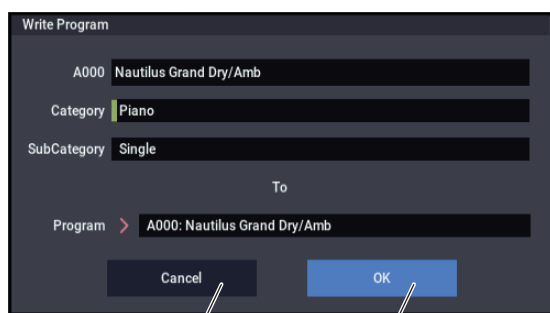 Write Program
A000 Nautilus Grand Dry/Amb
Category Piano
SubCategory Single
To
Program > A000: Nautilus Grand Dry/Amb
Cancel OK